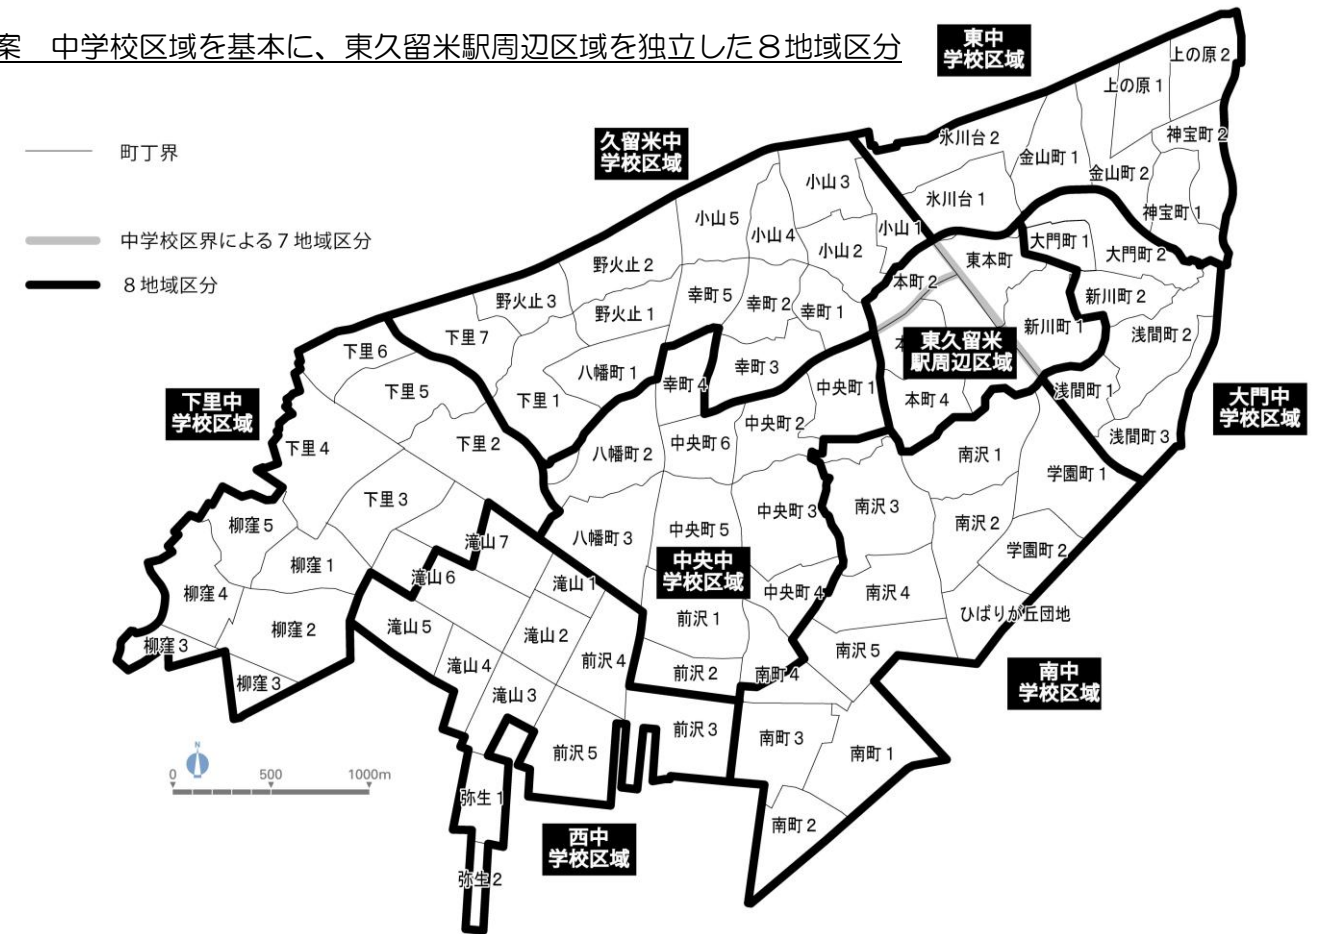 案　中学校区域を基本に、東久留米駅周辺区域を独立した８地域区分
町丁界
中学校区界による７地域区分
８地域区分
東中
学校区域
久留米中
学校区域
下里中
学校区域
東久留米
駅周辺区域
大門中
学校区域
中央中
学校区域
南中
学校区域
西中
学校区域
上の原 2
上の原 1
神宝町 2
氷川台 2
金山町 1
金山町 2
氷川台 1
神宝町 1
小山 3
小山 5
小山 4
小山 2
小山 1
大門町 1
大門町 2
東本町
本町 2
新川町 2
新川町 1
浅間町 2
本
本町 4
浅間町 1
浅間町 3
野火止 2
野火止 3
野火止 1
幸町 5
幸町 2
幸町 1
幸町 3
幸町 4
下里 7
下里 6
下里 5
下里 1
下里 4
下里 2
下里 3
八幡町 1
八幡町 2
八幡町 3
中央町 1
中央町 2
中央町 6
中央町 3
中央町 5
中央町 4
南沢 1
南沢 3
南沢 2
南沢 4
南沢 5
学園町 1
学園町 2
ひばりが丘団地
柳窪 5
柳窪 1
柳窪 4
柳窪 2
柳窪 3
柳窪 3
滝山 7
滝山 6
滝山 1
滝山 5
滝山 2
滝山 4
滝山 3
前沢 1
前沢 4
前沢 2
前沢 3
前沢 5
南町 4
南町 3
南町 1
南町 2
弥生 1
弥生 2
N
0
500
1000m